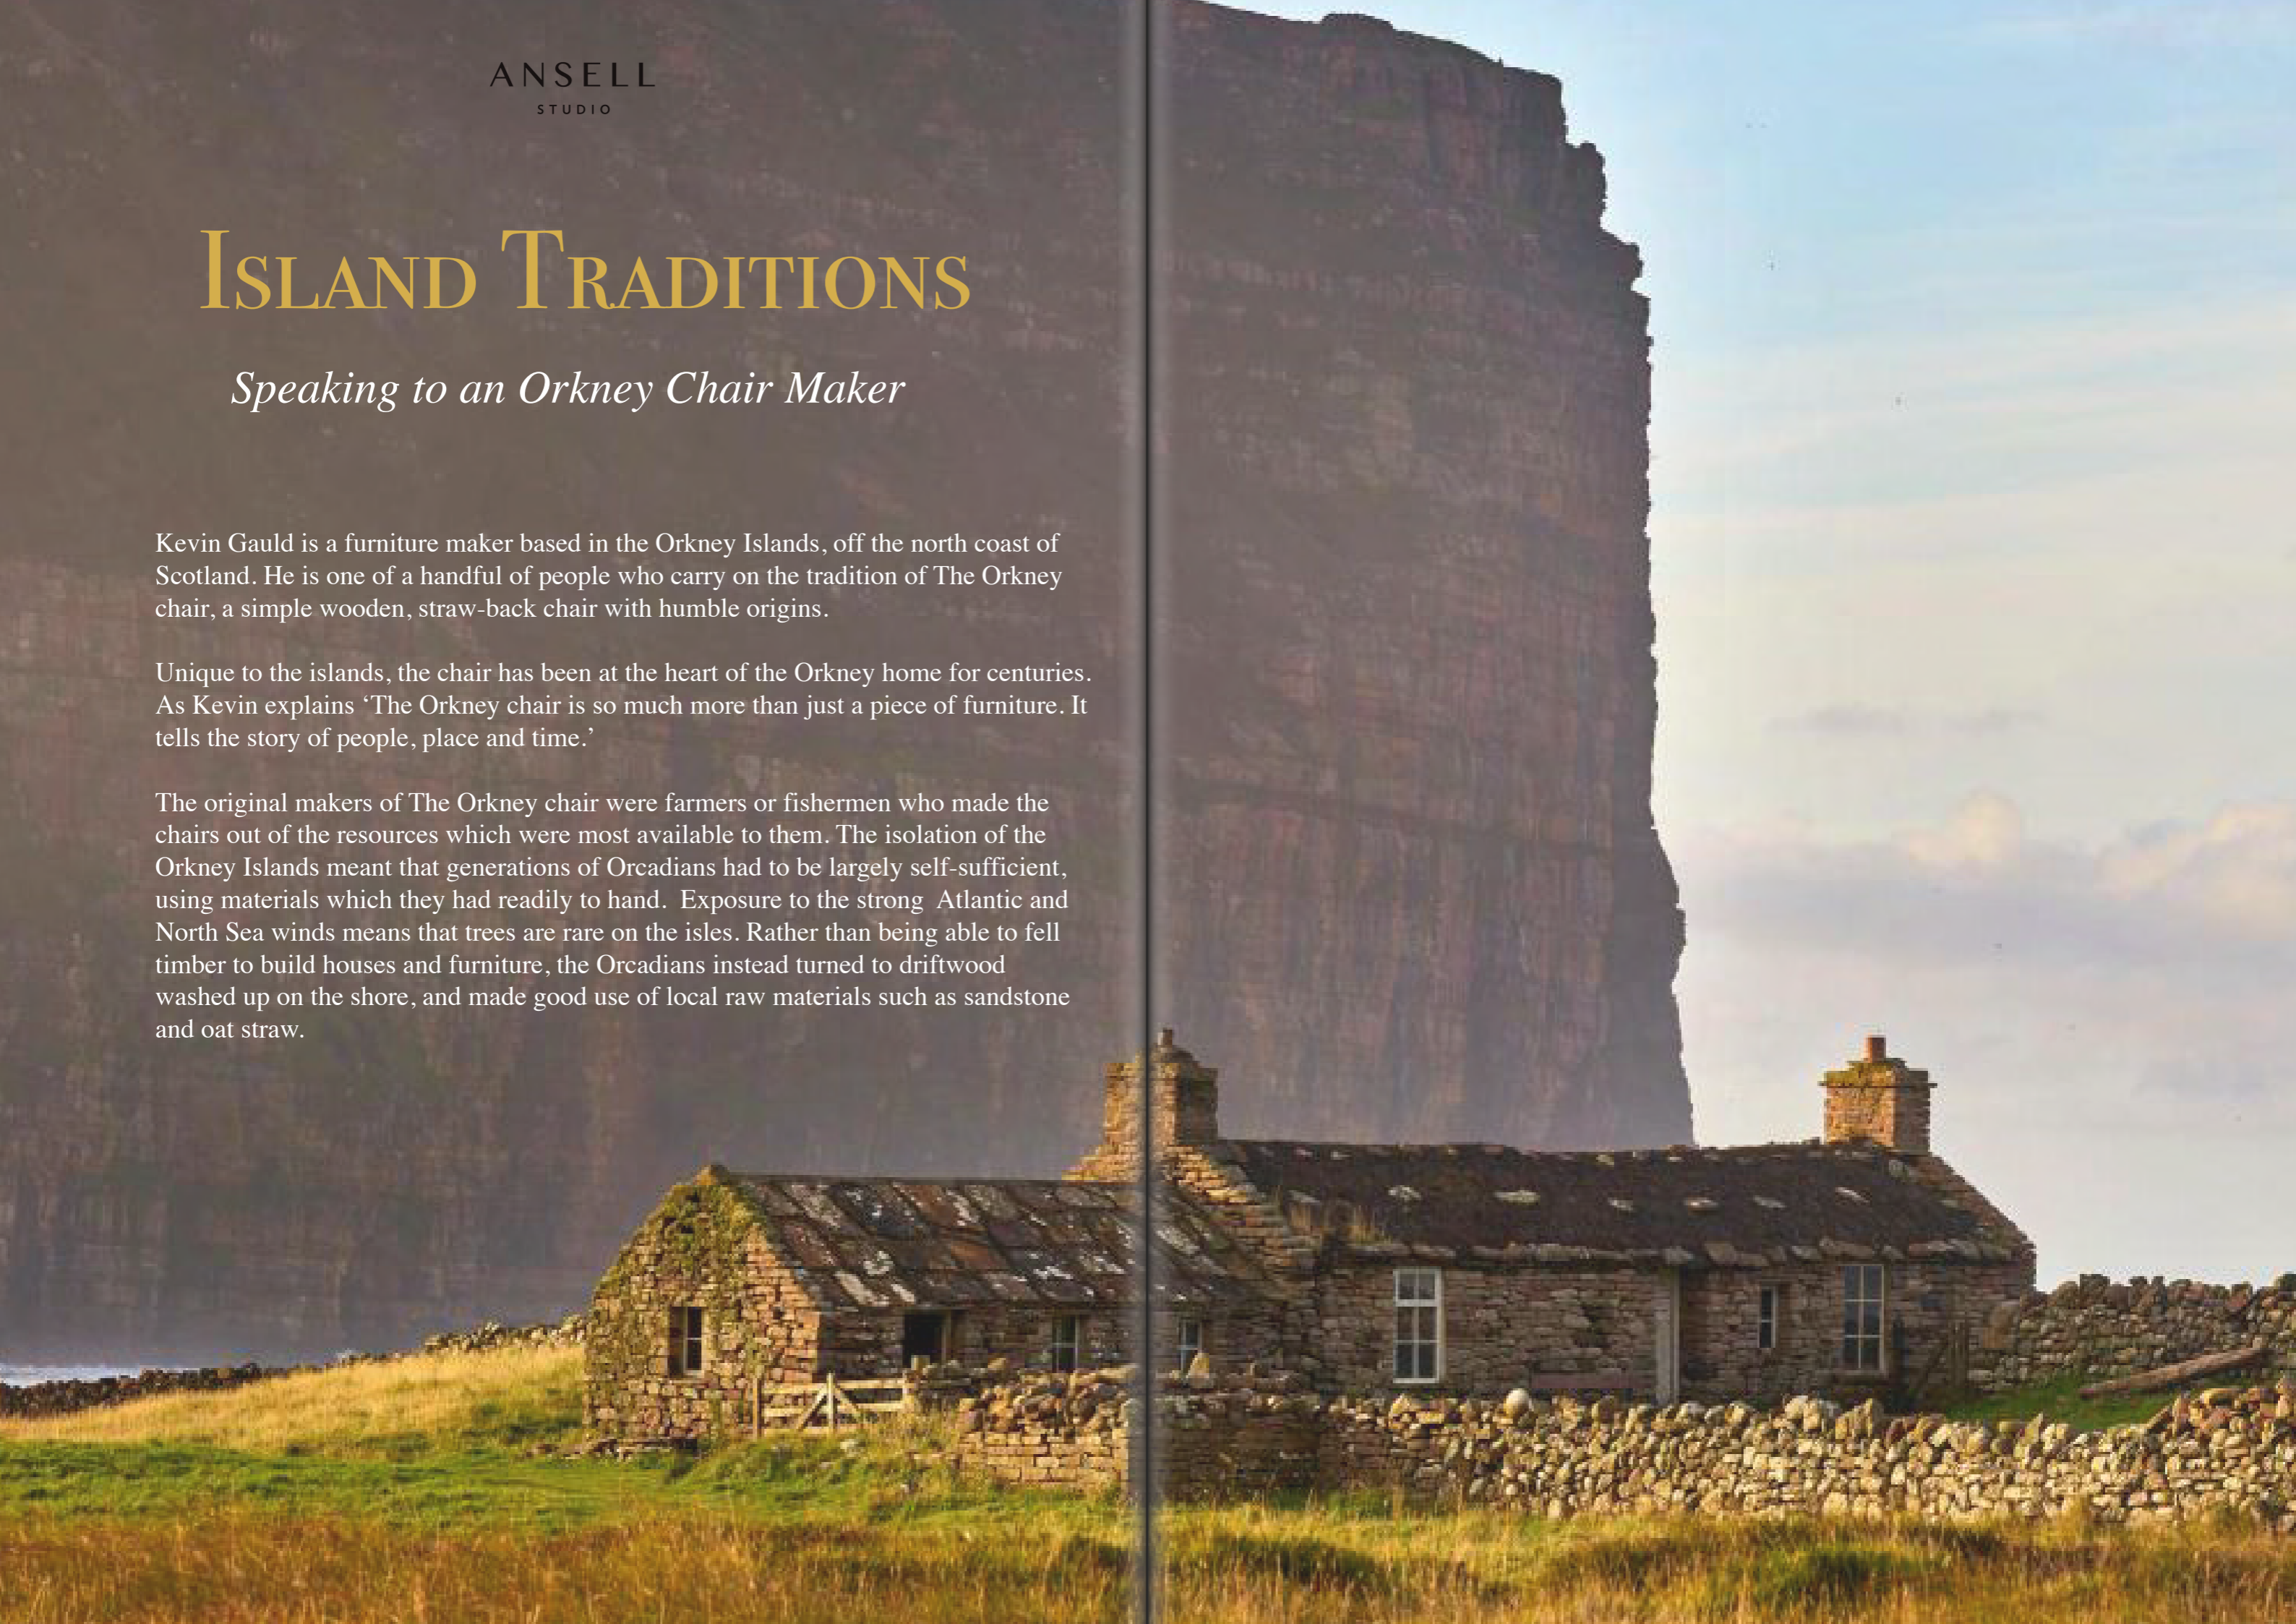 ANSELL
STUDIO
Island Traditions
Speaking to an Orkney Chair Maker
Kevin Gauld is a furniture maker based in the Orkney Islands, off the north coast of
Scotland. He is one of a handful of people who carry on the tradition of The Orkney
chair, a simple wooden, straw-back chair with humble origins.
Unique to the islands, the chair has been at the heart of the Orkney home for centuries.
As Kevin explains ‘The Orkney chair is so much more than just a piece of furniture. It
tells the story of people, place and time.’
The original makers of The Orkney chair were farmers or fishermen who made the
chairs out of the resources which were most available to them. The isolation of the
Orkney Islands meant that generations of Orcadians had to be largely self-sufficient,
using materials which they had readily to hand.  Exposure to the strong  Atlantic and
North Sea winds means that trees are rare on the isles. Rather than being able to fell
timber to build houses and furniture, the Orcadians instead turned to driftwood
washed up on the shore, and made good use of local raw materials such as sandstone
and oat straw.